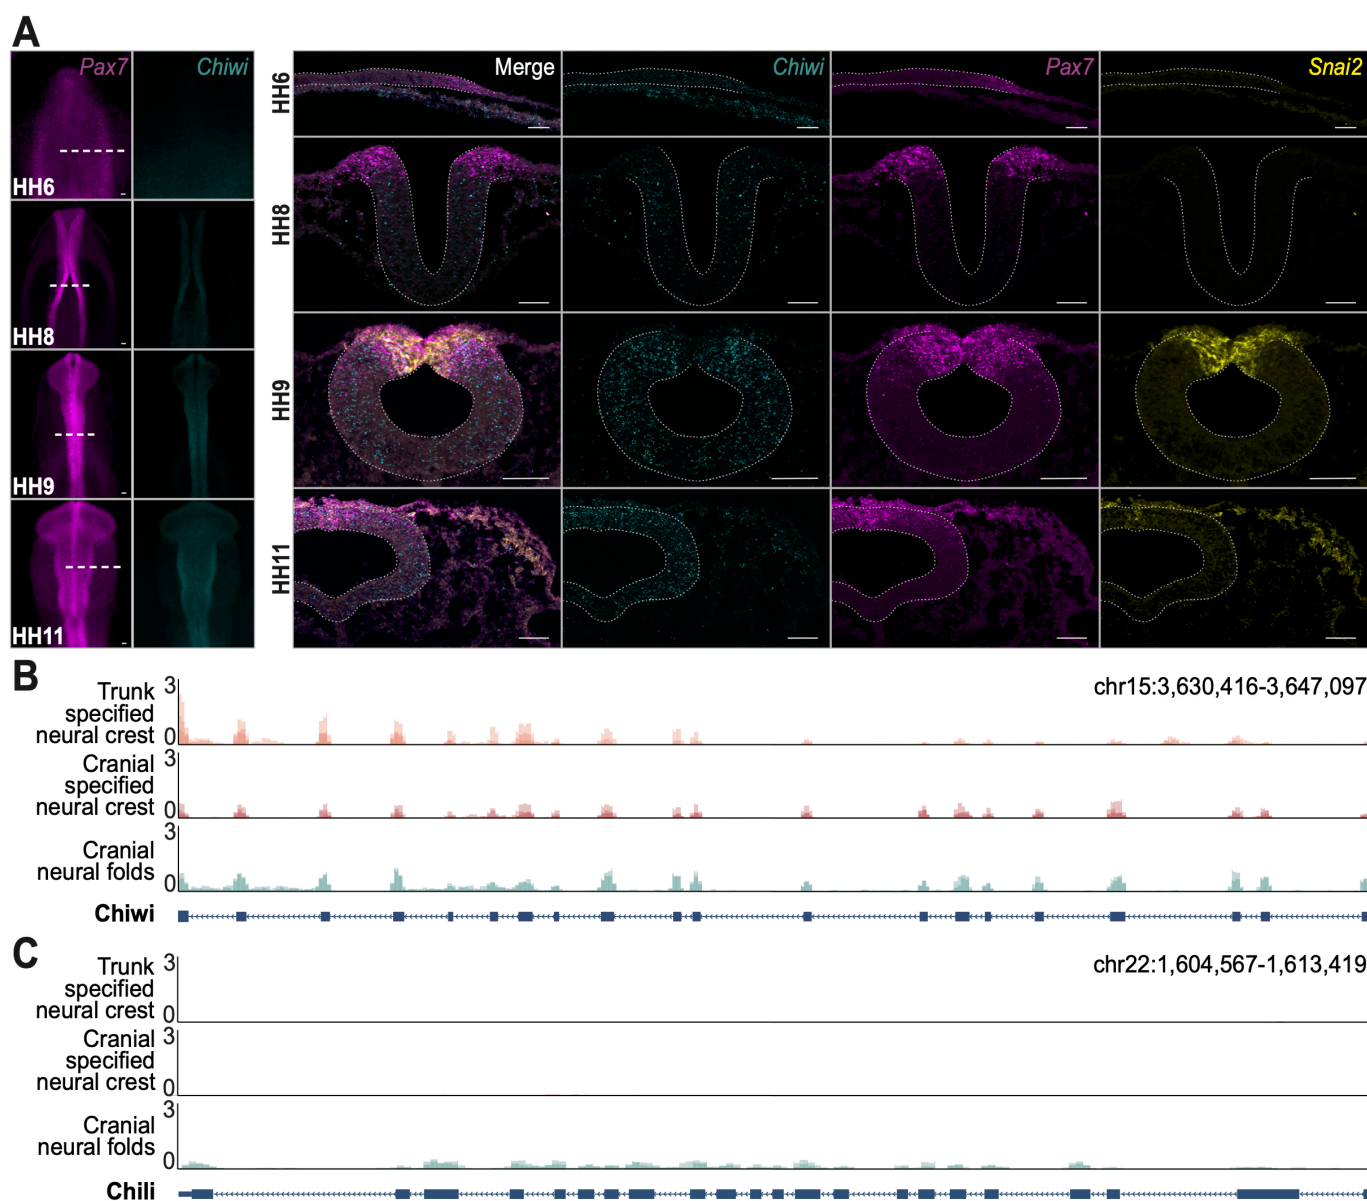 A
Pax7
Chiwi
HH6
HH8
HH9
HH11
HH6
Merge
Chiwi
Pax7
Snai2
HH8
HH9
HH11
B
chr15:3,630,416-3,647,097
Trunk
specified
neural crest
3
0
Cranial
specified
neural crest
3
0
Cranial
neural folds
3
0
Chiwi
C
chr22:1,604,567-1,613,419
Trunk
specified
neural crest
3
0
Cranial
specified
neural crest
3
0
Cranial
neural folds
3
0
Chili